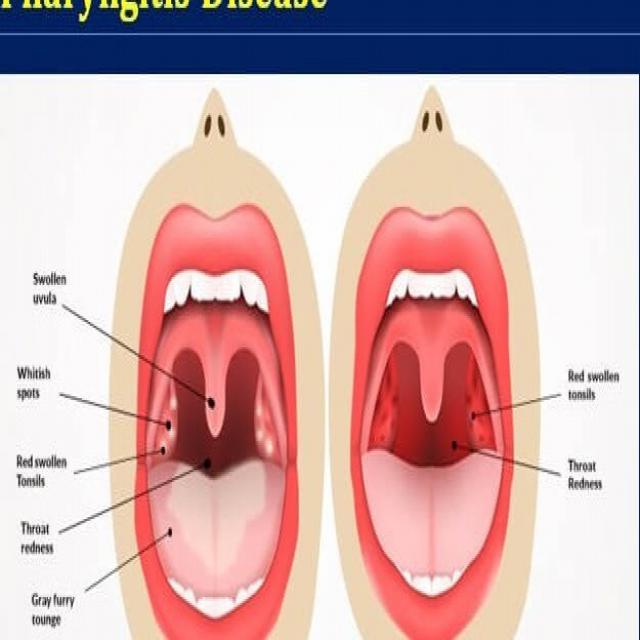 Pharyngitis Disease
Swollen
uvula
Whitish
spots
Red swollen
Tonsils
Throat
redness
Gray furry
tounge
Red swollen
tonsils
Throat
Redness